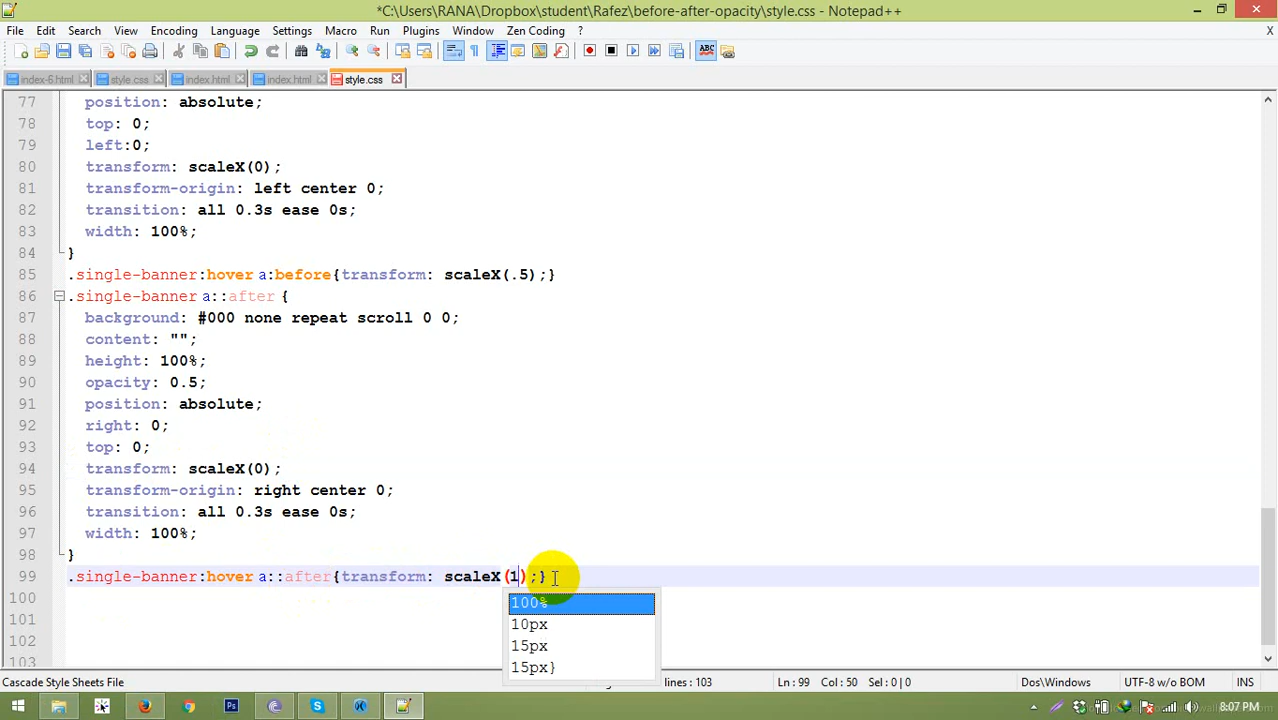 *C:\Users\RANA\Dropbox\student\Rafez\before-after-opacity\style.css - Notepad++
File Edit Search View Encoding Language Settings Macro Run Plugins Window Zen Coding ? X
index-6.html style.css index.html index.html style.css
77 position: absolute;
78 top: 0;
79 left:0;
80 transform: scaleX(0);
81 transform-origin: left center 0;
82 transition: all 0.3s ease 0s;
83 width: 100%;
84 }
85 .single-banner:hover a:before{transform: scaleX(.5);}
86 .single-banner a::after {
87 background: #000 none repeat scroll 0 0;
88 content: "";
89 height: 100%;
90 opacity: 0.5;
91 position: absolute;
92 right: 0;
93 top: 0;
94 transform: scaleX(0);
95 transform-origin: right center 0;
96 transition: all 0.3s ease 0s;
97 width: 100%;
98 }
99 .single-banner:hover a::after{transform: scaleX(1);}
100 100%
101 10px
102 15px
103 15px}
Cascade Style Sheets File lines : 103 Ln : 99 Col : 50 Sel : 0 | 0 Dos\Windows UTF-8 w/o BOM INS
8:07 PM